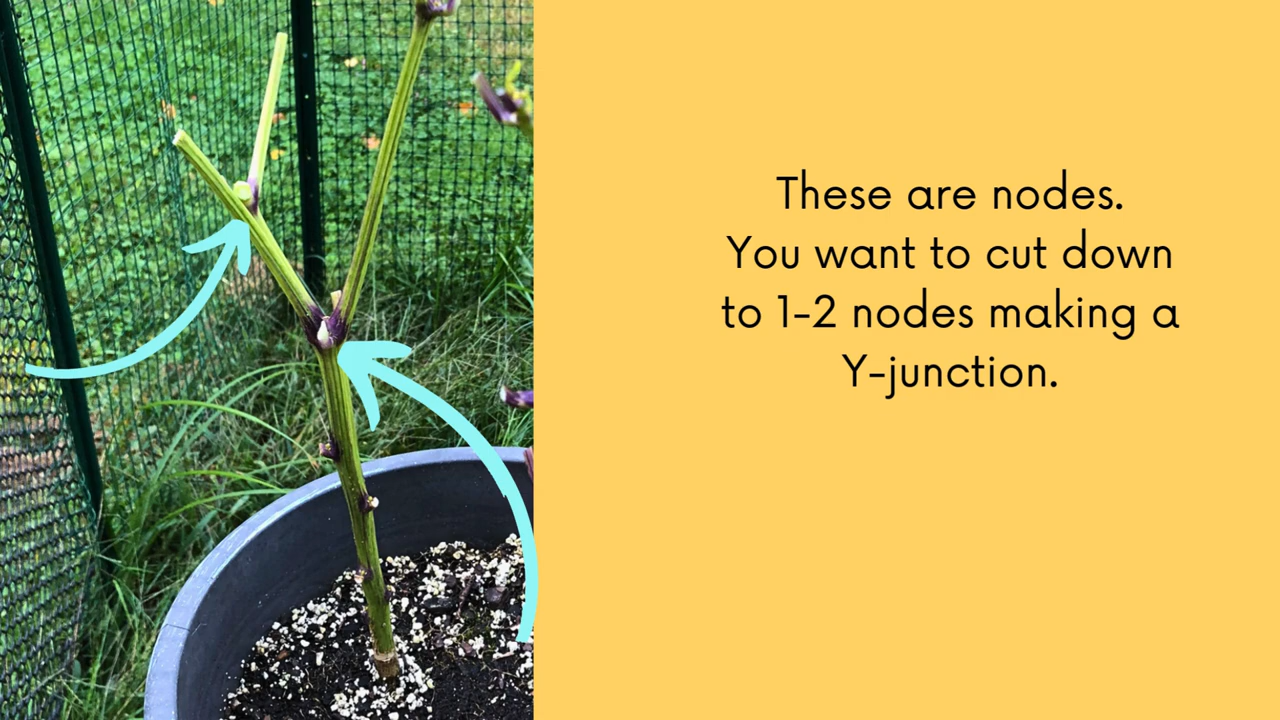 These are nodes.
You want to cut down
to 1-2 nodes making a
Y-junction.